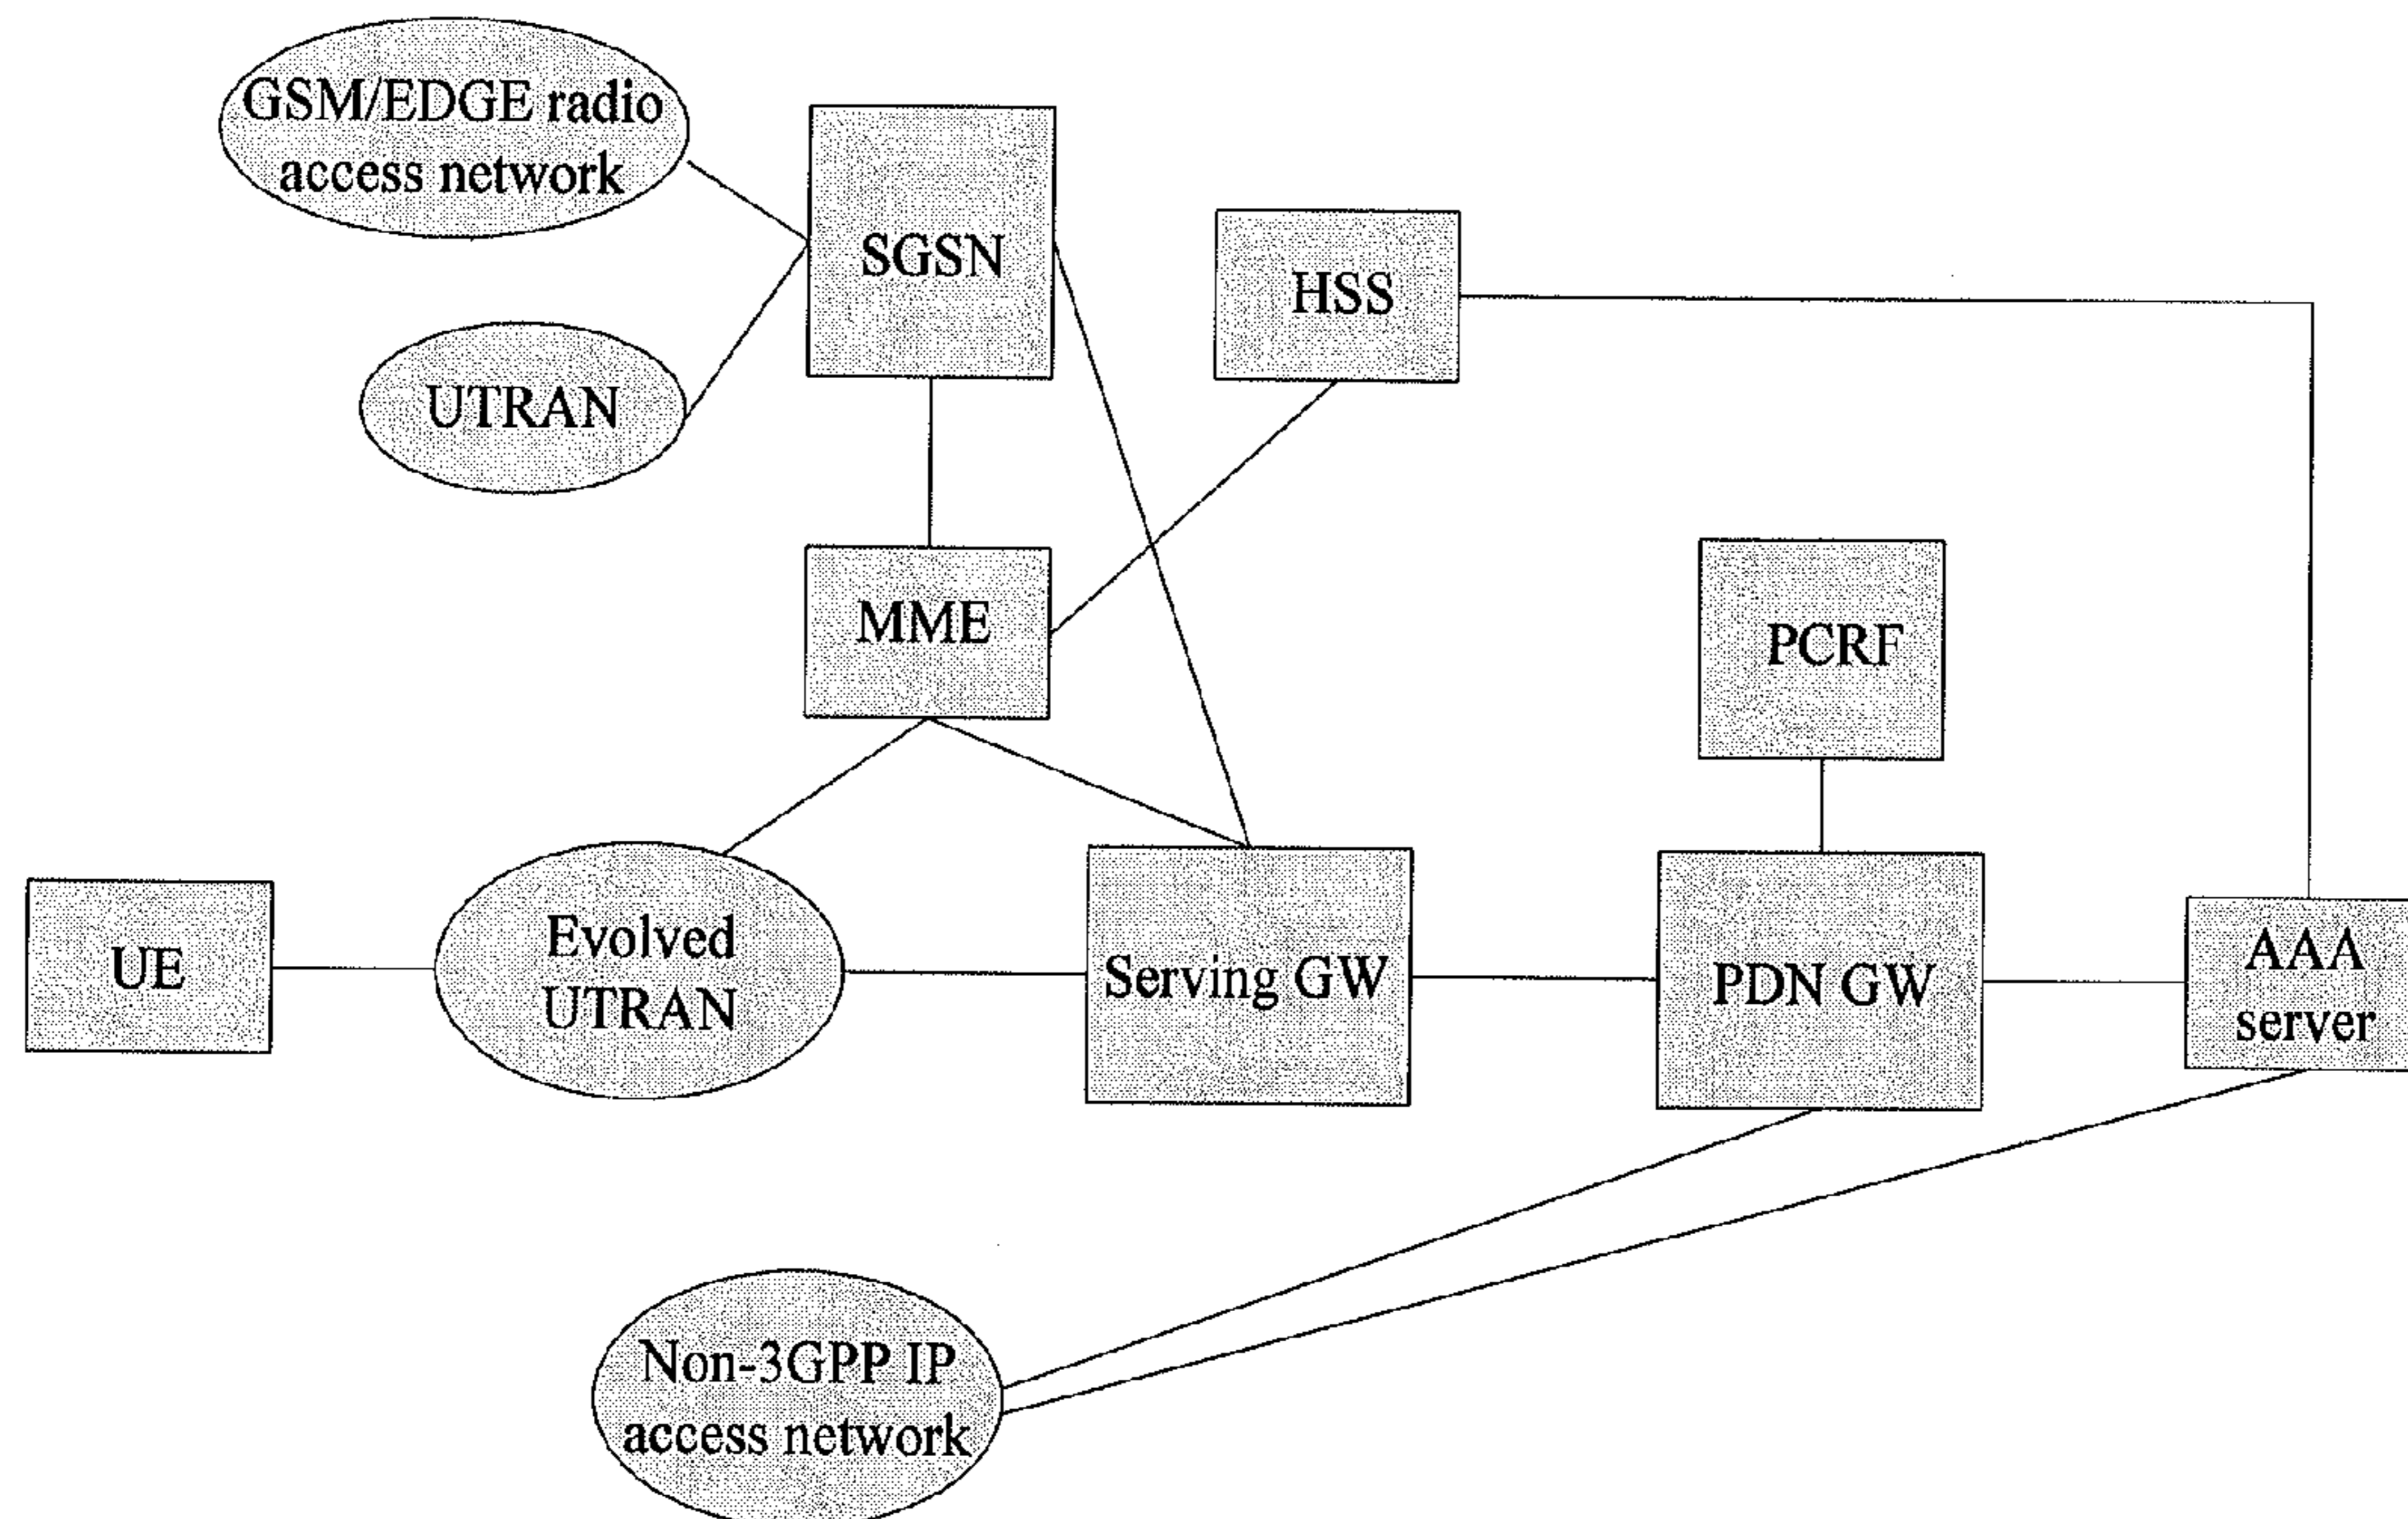 GSM/EDGE radio
access network
SGSN
HSS
UTRAN
MME
PCRF
UE
Evolved
UTRAN
Serving GW
PDN GW
AAA
server
Non-3GPP IP
access network